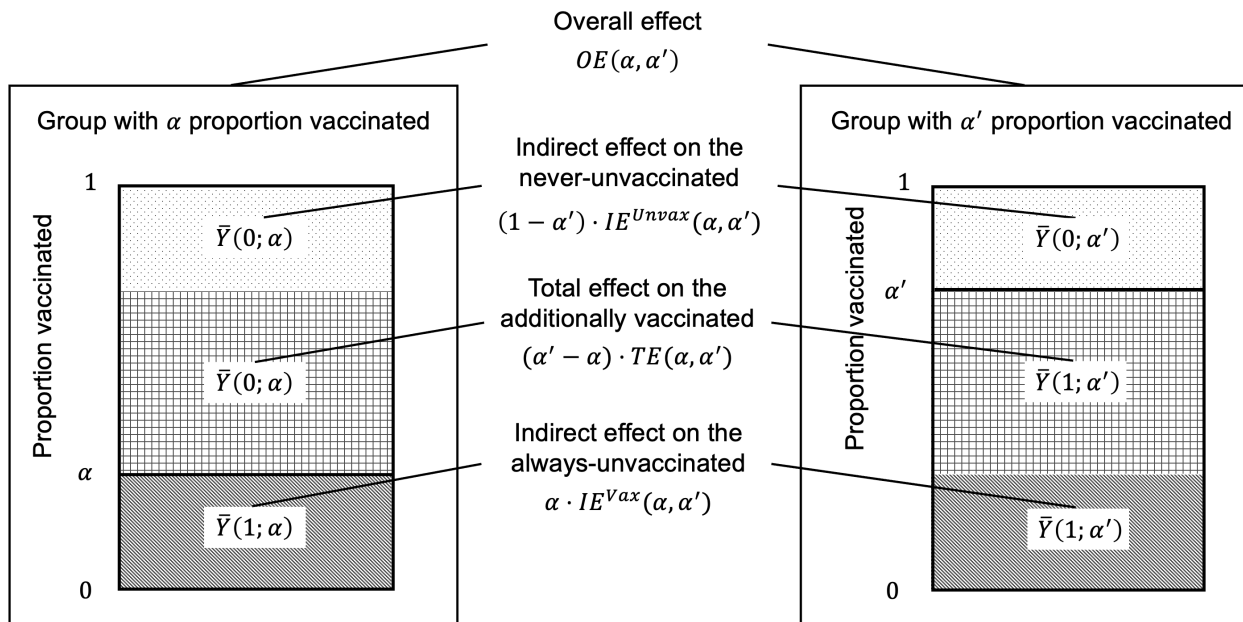 Overall effect
OE(α, α′)
Group with α proportion vaccinated
Group with α′ proportion vaccinated
Indirect effect on the
never-unvaccinated
(1 − α′) · IE^{Unvax}(α, α′)
Total effect on the
additionally vaccinated
(α′ − α) · TE(α, α′)
Indirect effect on the
always-unvaccinated
α · IE^{Vax}(α, α′)
Proportion vaccinated
1
α
0
Ȳ(0; α)
Ȳ(0; α)
Ȳ(1; α)
Proportion vaccinated
1
α′
0
Ȳ(0; α′)
Ȳ(1; α′)
Ȳ(1; α′)